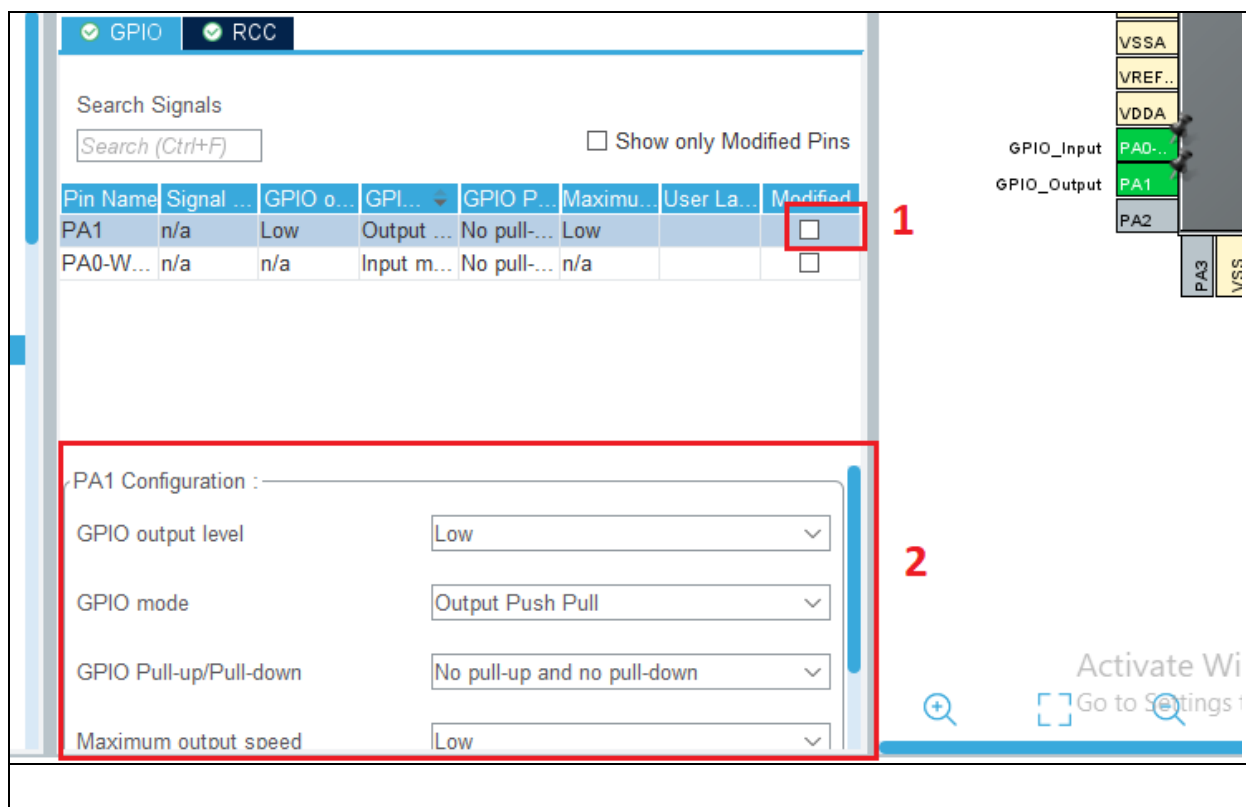 GPIO RCC
Search Signals
Search (Ctrl+F)
Show only Modified Pins
Pin Name Signal ... GPIO o... GPI... GPIO P... Maximu... User La... Modified
PA1 n/a Low Output ... No pull-... Low
PA0-W... n/a n/a Input m... No pull-... n/a
1
PA1 Configuration :
GPIO output level Low
GPIO mode Output Push Pull
GPIO Pull-up/Pull-down No pull-up and no pull-down
Maximum output speed Low
2
VSSA
VREF..
VDDA
GPIO_Input PA0-..
GPIO_Output PA1
PA2
PA3
VSS
Activate Wi
Go to Settings t